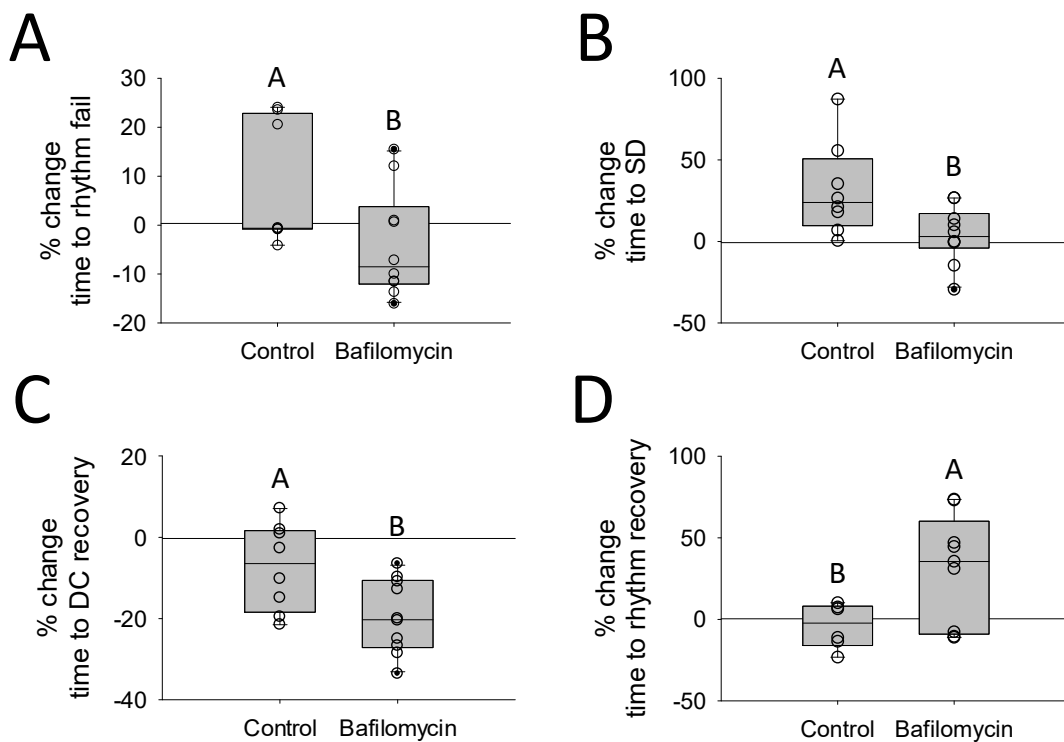 A
% change
time to rhythm fail
30
20
10
0
-10
-20
A
B
Control
Bafilomycin
B
% change
time to SD
100
50
0
-50
A
B
Control
Bafilomycin
C
% change
time to DC recovery
20
0
-20
-40
A
B
Control
Bafilomycin
D
% change
time to rhythm recovery
100
50
0
-50
B
A
Control
Bafilomycin